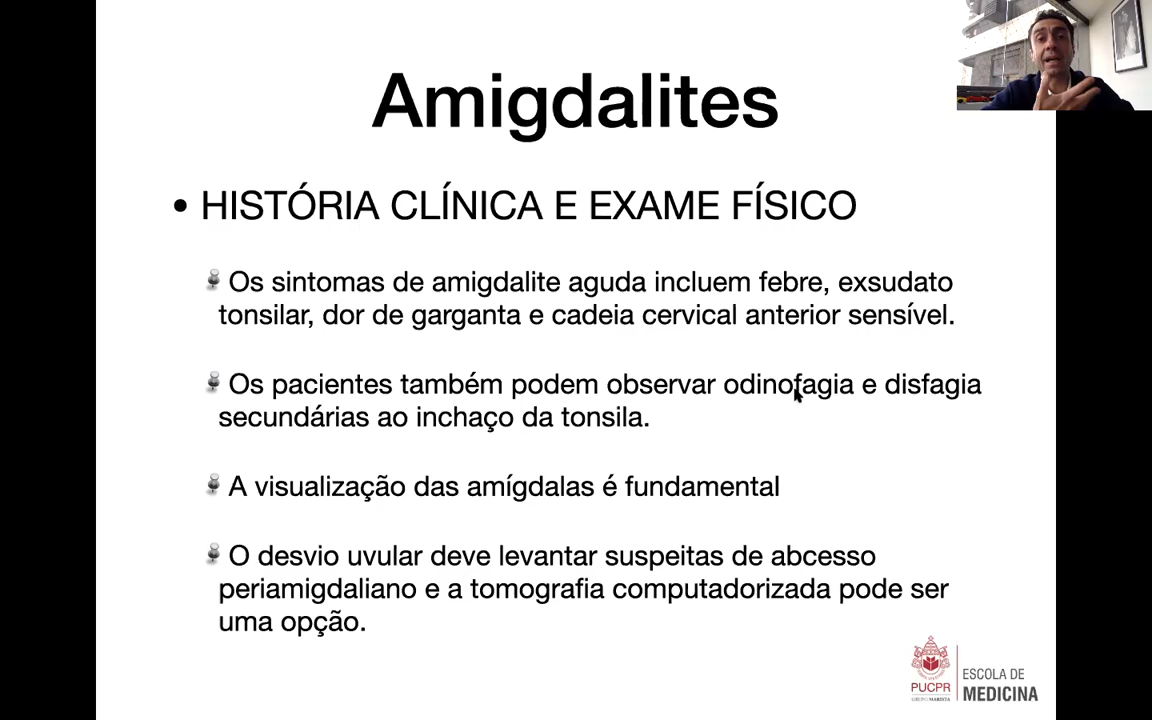 Amigdalites
• HISTÓRIA CLÍNICA E EXAME FÍSICO
Os sintomas de amigdalite aguda incluem febre, exsudato
tonsilar, dor de garganta e cadeia cervical anterior sensível.
Os pacientes também podem observar odinofagia e disfagia
secundárias ao inchaço da tonsila.
A visualização das amígdalas é fundamental
O desvio uvular deve levantar suspeitas de abcesso
periamigdaliano e a tomografia computadorizada pode ser
uma opção.
PUCPR
GRUPO MARISTA
ESCOLA DE
MEDICINA